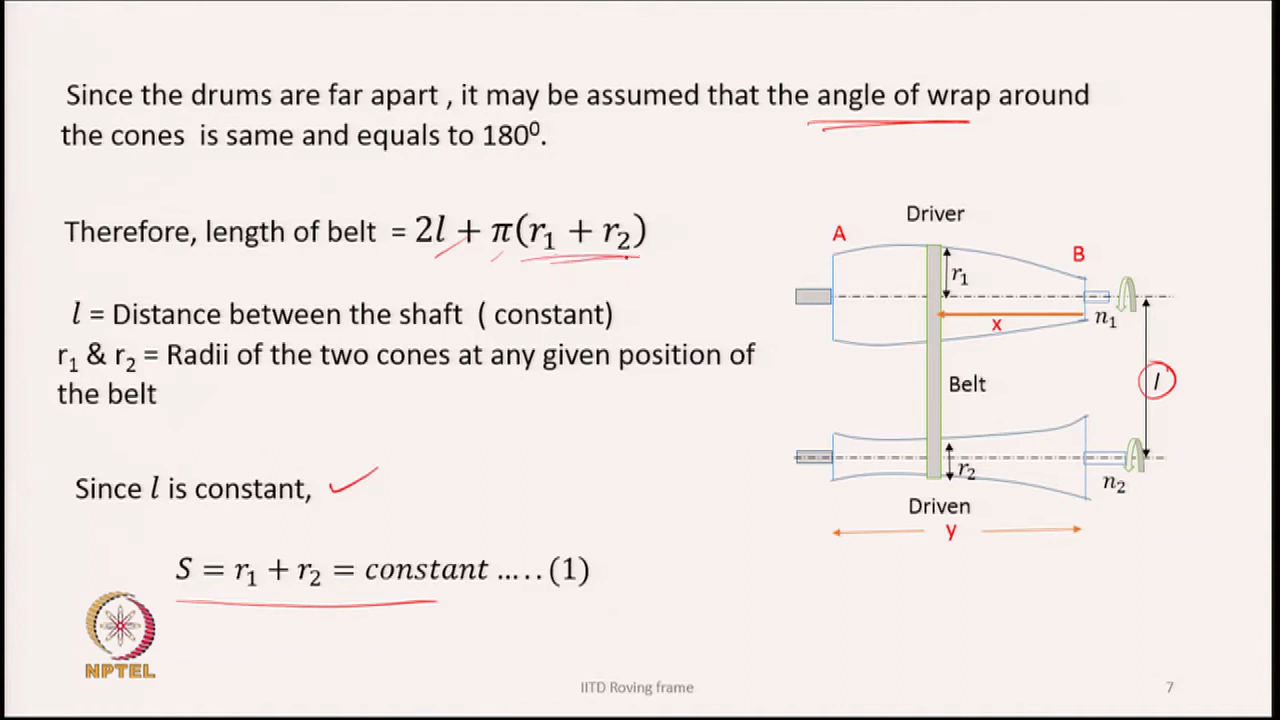 Since the drums are far apart , it may be assumed that the angle of wrap around
the cones is same and equals to 180⁰.
Therefore, length of belt = 2l + π(r₁ + r₂)
l = Distance between the shaft ( constant)
r₁ & r₂ = Radii of the two cones at any given position of
the belt
Since l is constant,
S = r₁ + r₂ = constant .....(1)
Driver
A
B
r₁
x
n₁
Belt
l
r₂
n₂
Driven
y
NPTEL
IITD Roving frame
7